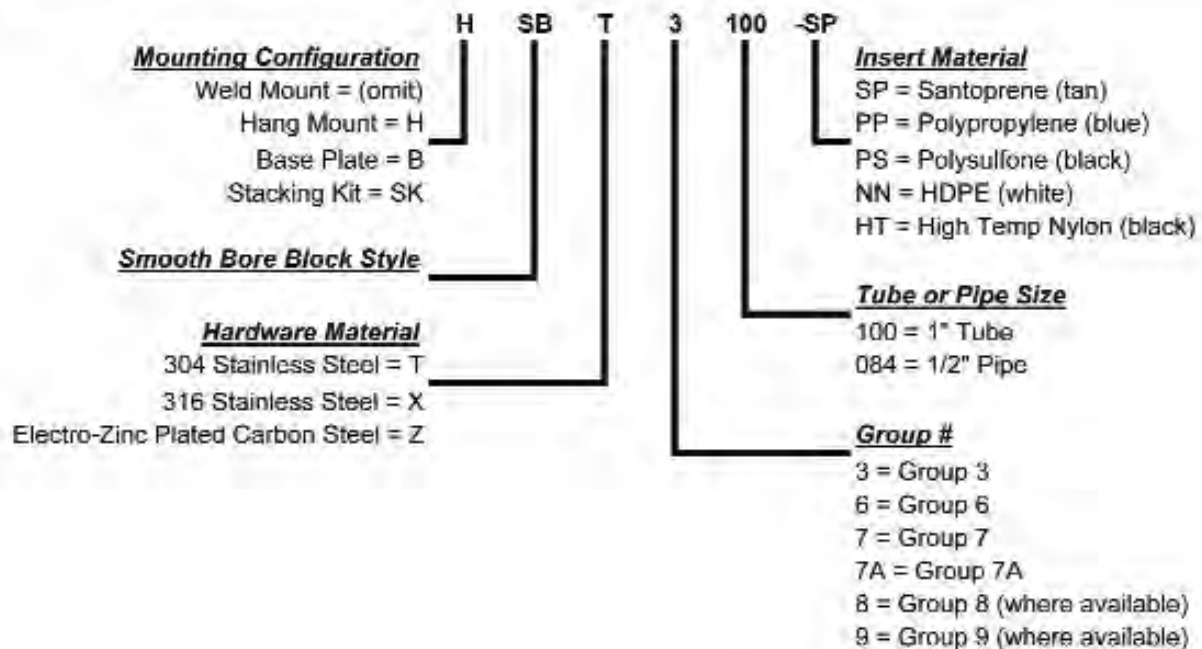 H SB T 3 100 -SP
Mounting Configuration
Weld Mount = (omit)
Hang Mount = H
Base Plate = B
Stacking Kit = SK
Smooth Bore Block Style
Hardware Material
304 Stainless Steel = T
316 Stainless Steel = X
Electro-Zinc Plated Carbon Steel = Z
Insert Material
SP = Santoprene (tan)
PP = Polypropylene (blue)
PS = Polysulfone (black)
NN = HDPE (white)
HT = High Temp Nylon (black)
Tube or Pipe Size
100 = 1" Tube
084 = 1/2" Pipe
Group #
3 = Group 3
6 = Group 6
7 = Group 7
7A = Group 7A
8 = Group 8 (where available)
9 = Group 9 (where available)